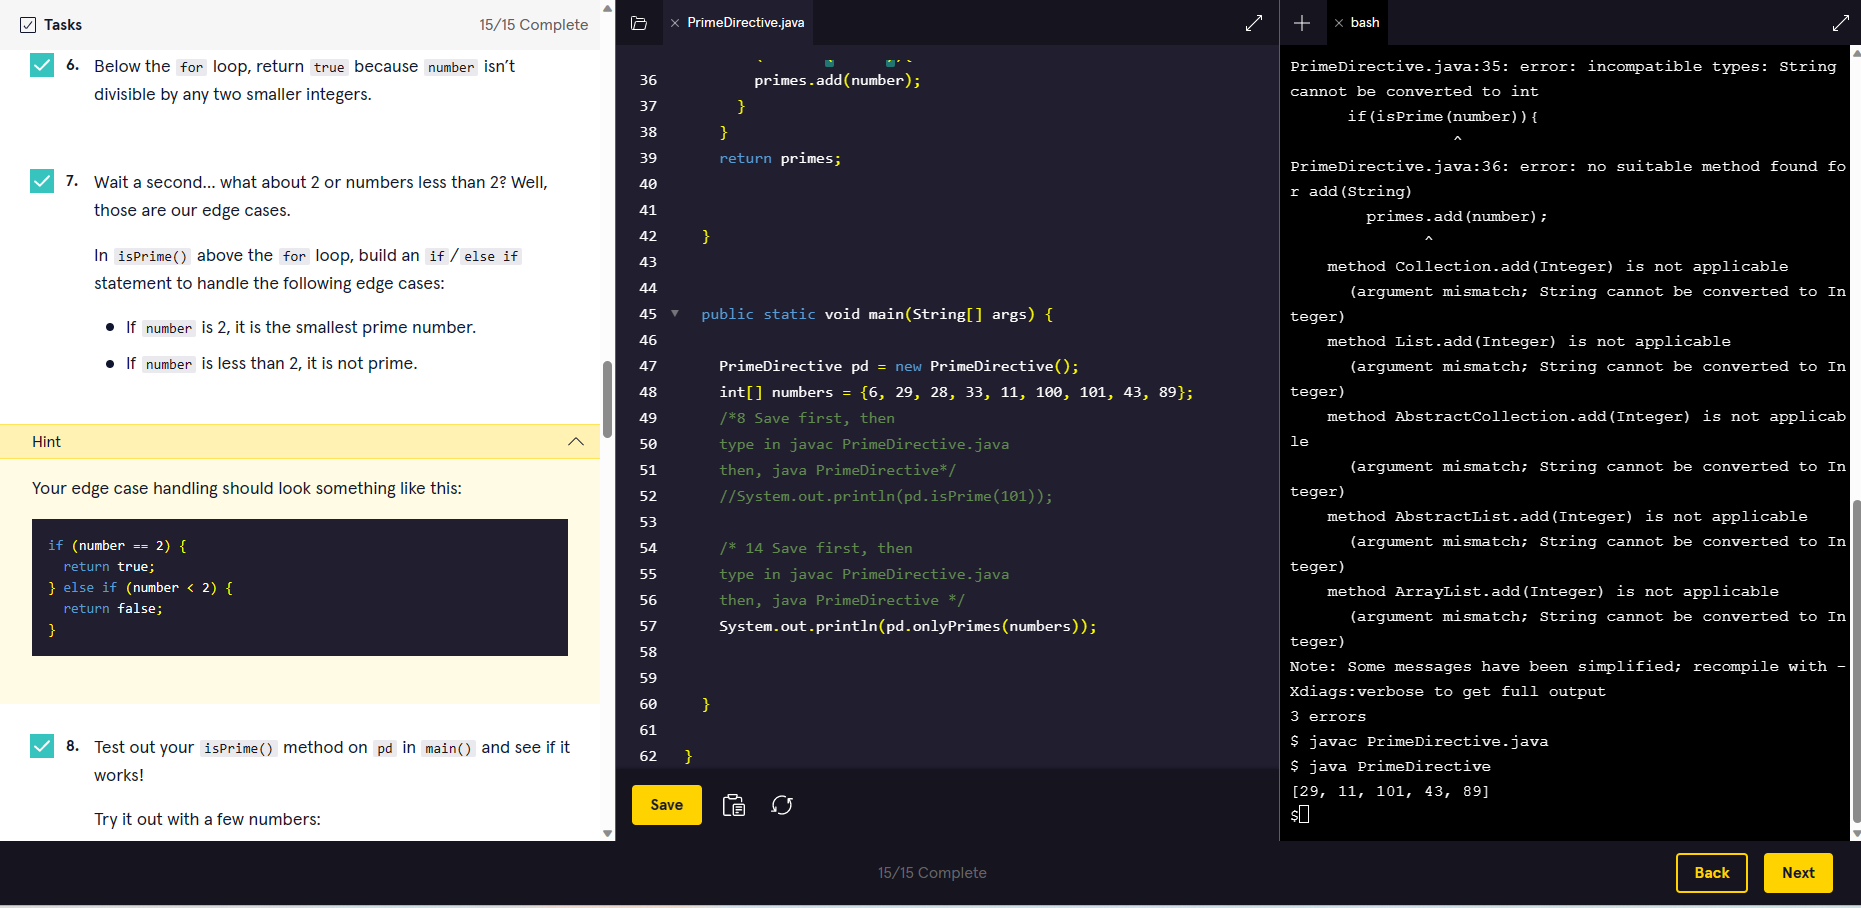 Tasks
15/15 Complete
6. Below the for loop, return true because number isn't
divisible by any two smaller integers.
7. Wait a second... what about 2 or numbers less than 2? Well,
those are our edge cases.
In isPrime() above the for loop, build an if / else if
statement to handle the following edge cases:
• If number is 2, it is the smallest prime number.
• If number is less than 2, it is not prime.
Hint
Your edge case handling should look something like this:
if (number == 2) {
return true;
} else if (number < 2) {
return false;
}
8. Test out your isPrime() method on pd in main() and see if it
works!
Try it out with a few numbers:
PrimeDirective.java
36 primes.add(number);
37 }
38 }
39 return primes;
40
41
42 }
43
44
45 public static void main(String[] args) {
46
47 PrimeDirective pd = new PrimeDirective();
48 int[] numbers = {6, 29, 28, 33, 11, 100, 101, 43, 89};
49 /*8 Save first, then
50 type in javac PrimeDirective.java
51 then, java PrimeDirective*/
52 //System.out.println(pd.isPrime(101));
53
54 /* 14 Save first, then
55 type in javac PrimeDirective.java
56 then, java PrimeDirective */
57 System.out.println(pd.onlyPrimes(numbers));
58
59
60 }
61
62 }
Save
bash
PrimeDirective.java:35: error: incompatible types: String
cannot be converted to int
if(isPrime(number)){
^
PrimeDirective.java:36: error: no suitable method found fo
r add(String)
primes.add(number);
^
method Collection.add(Integer) is not applicable
(argument mismatch; String cannot be converted to In
teger)
method List.add(Integer) is not applicable
(argument mismatch; String cannot be converted to In
teger)
method AbstractCollection.add(Integer) is not applicab
le
(argument mismatch; String cannot be converted to In
teger)
method AbstractList.add(Integer) is not applicable
(argument mismatch; String cannot be converted to In
teger)
method ArrayList.add(Integer) is not applicable
(argument mismatch; String cannot be converted to In
teger)
Note: Some messages have been simplified; recompile with -
Xdiags:verbose to get full output
3 errors
$ javac PrimeDirective.java
$ java PrimeDirective
[29, 11, 101, 43, 89]
$
15/15 Complete
Back
Next